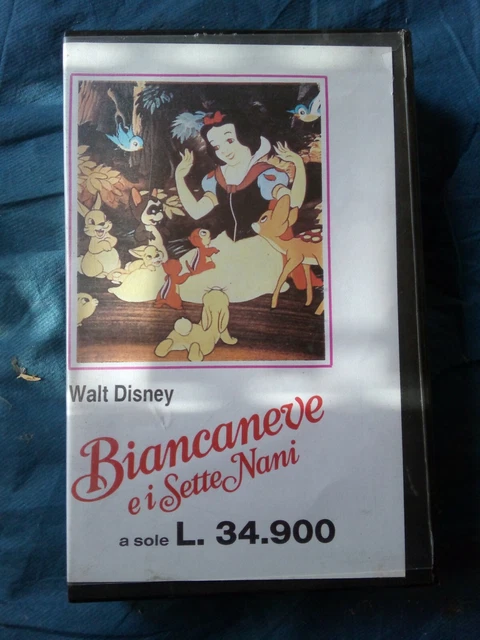 Walt Disney
Biancaneve
e i Sette Nani
a sole L. 34.900